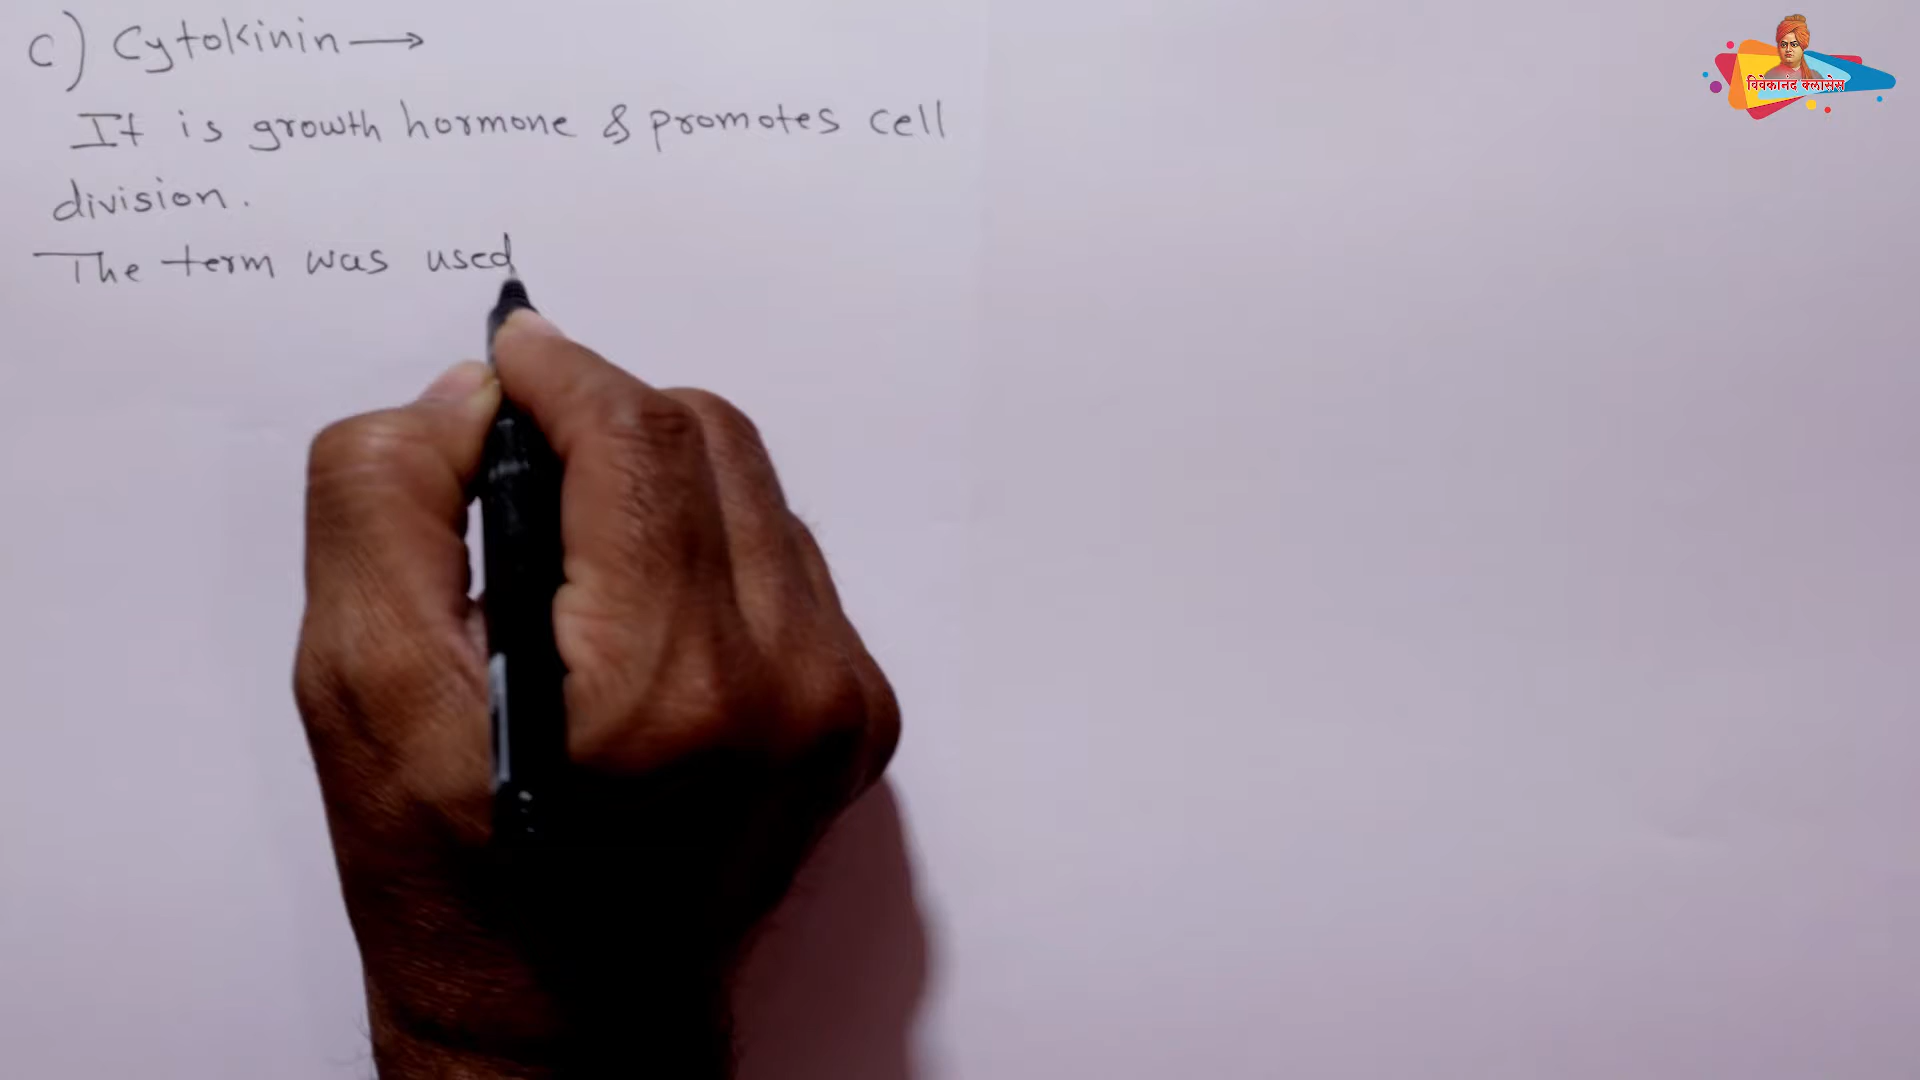 C) Cytokinin →
It is growth hormone & promotes cell
division.
The term was used
विवेकानंद क्लासेस